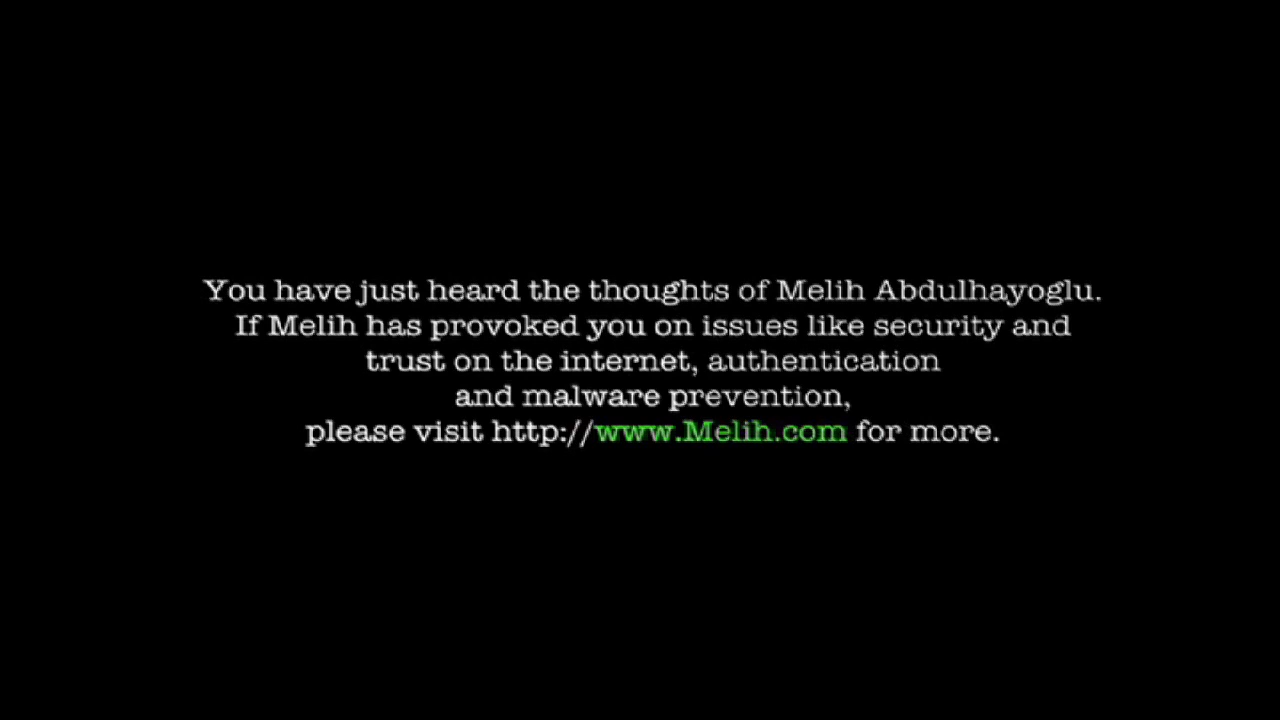 You have just heard the thoughts of Melih Abdulhayoglu.
If Melih has provoked you on issues like security and
trust on the internet, authentication
and malware prevention,
please visit http://www.Melih.com for more.